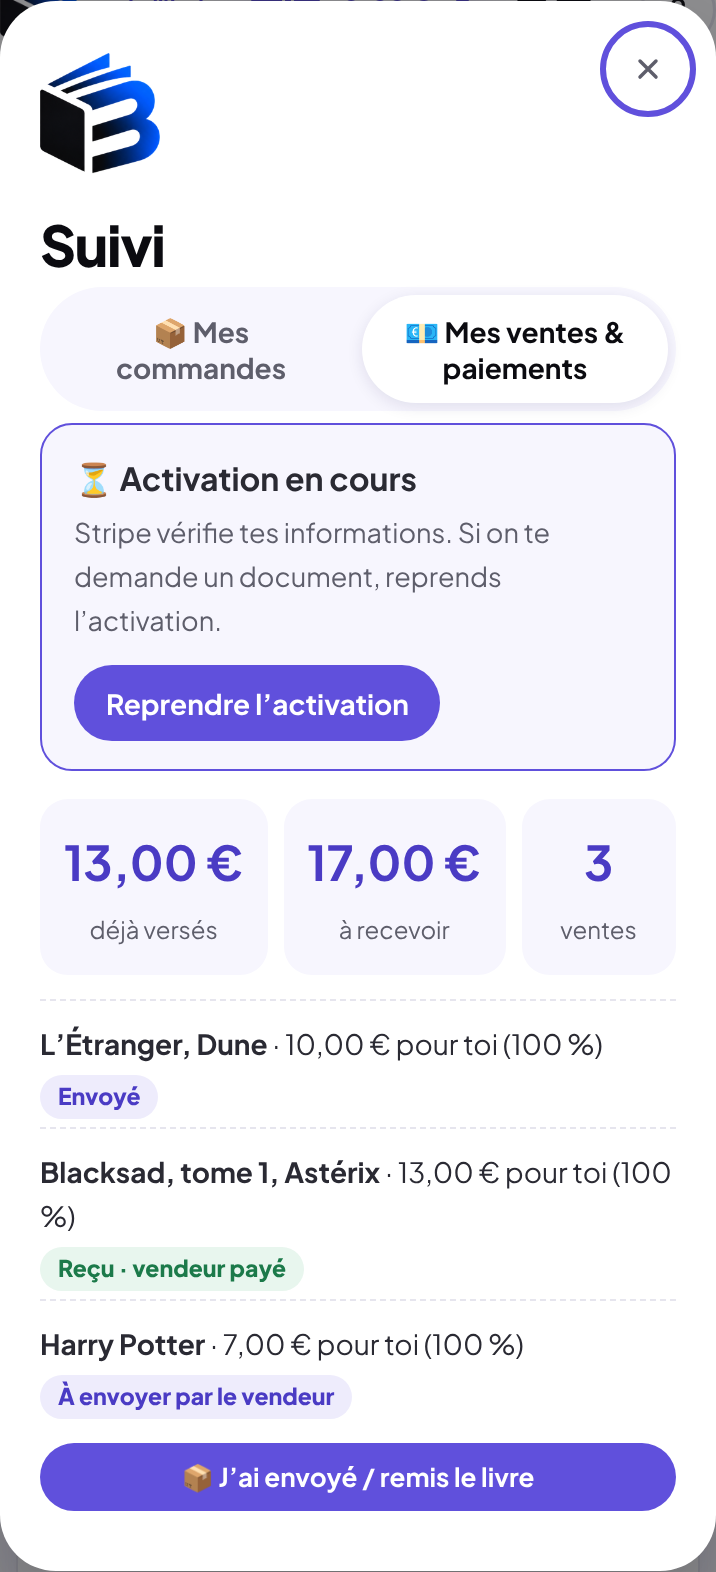 Suivi
📦 Mes
commandes
💶 Mes ventes &
paiements
⏳ Activation en cours
Stripe vérifie tes informations. Si on te
demande un document, reprends
l’activation.
Reprendre l’activation
13,00 €
déjà versés
17,00 €
à recevoir
3
ventes
L’Étranger, Dune · 10,00 € pour toi (100 %)
Envoyé
Blacksad, tome 1, Astérix · 13,00 € pour toi (100
%)
Reçu · vendeur payé
Harry Potter · 7,00 € pour toi (100 %)
À envoyer par le vendeur
📦 J’ai envoyé / remis le livre